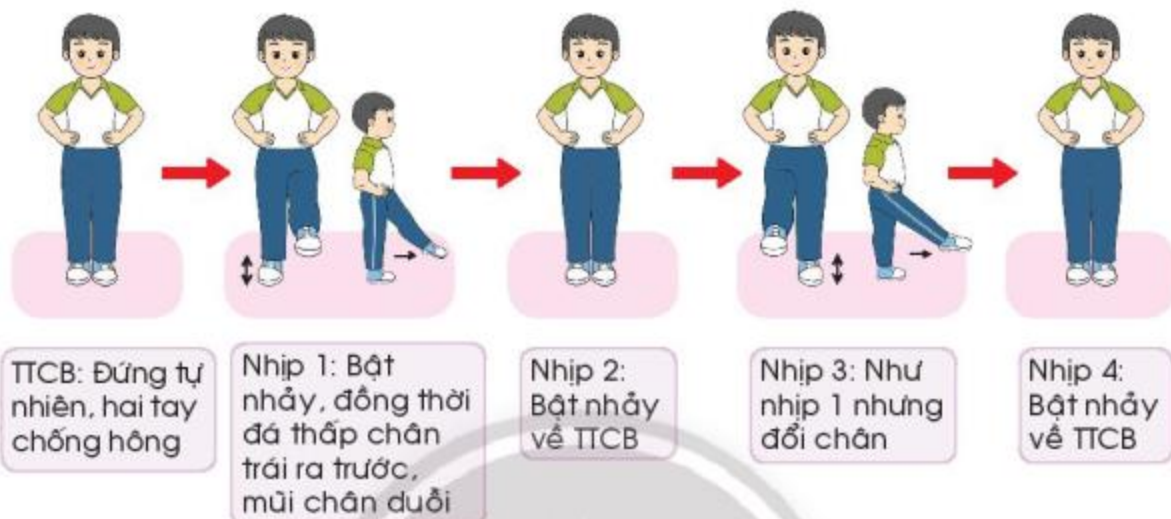 TTCB: Đứng tự
nhiên, hai tay
chống hông
Nhịp 1: Bật
nhảy, đồng thời
đá thấp chân
trái ra trước,
mũi chân duỗi
Nhịp 2:
Bật nhảy
về TTCB
Nhịp 3: Như
nhịp 1 nhưng
đổi chân
Nhịp 4:
Bật nhảy
về TTCB